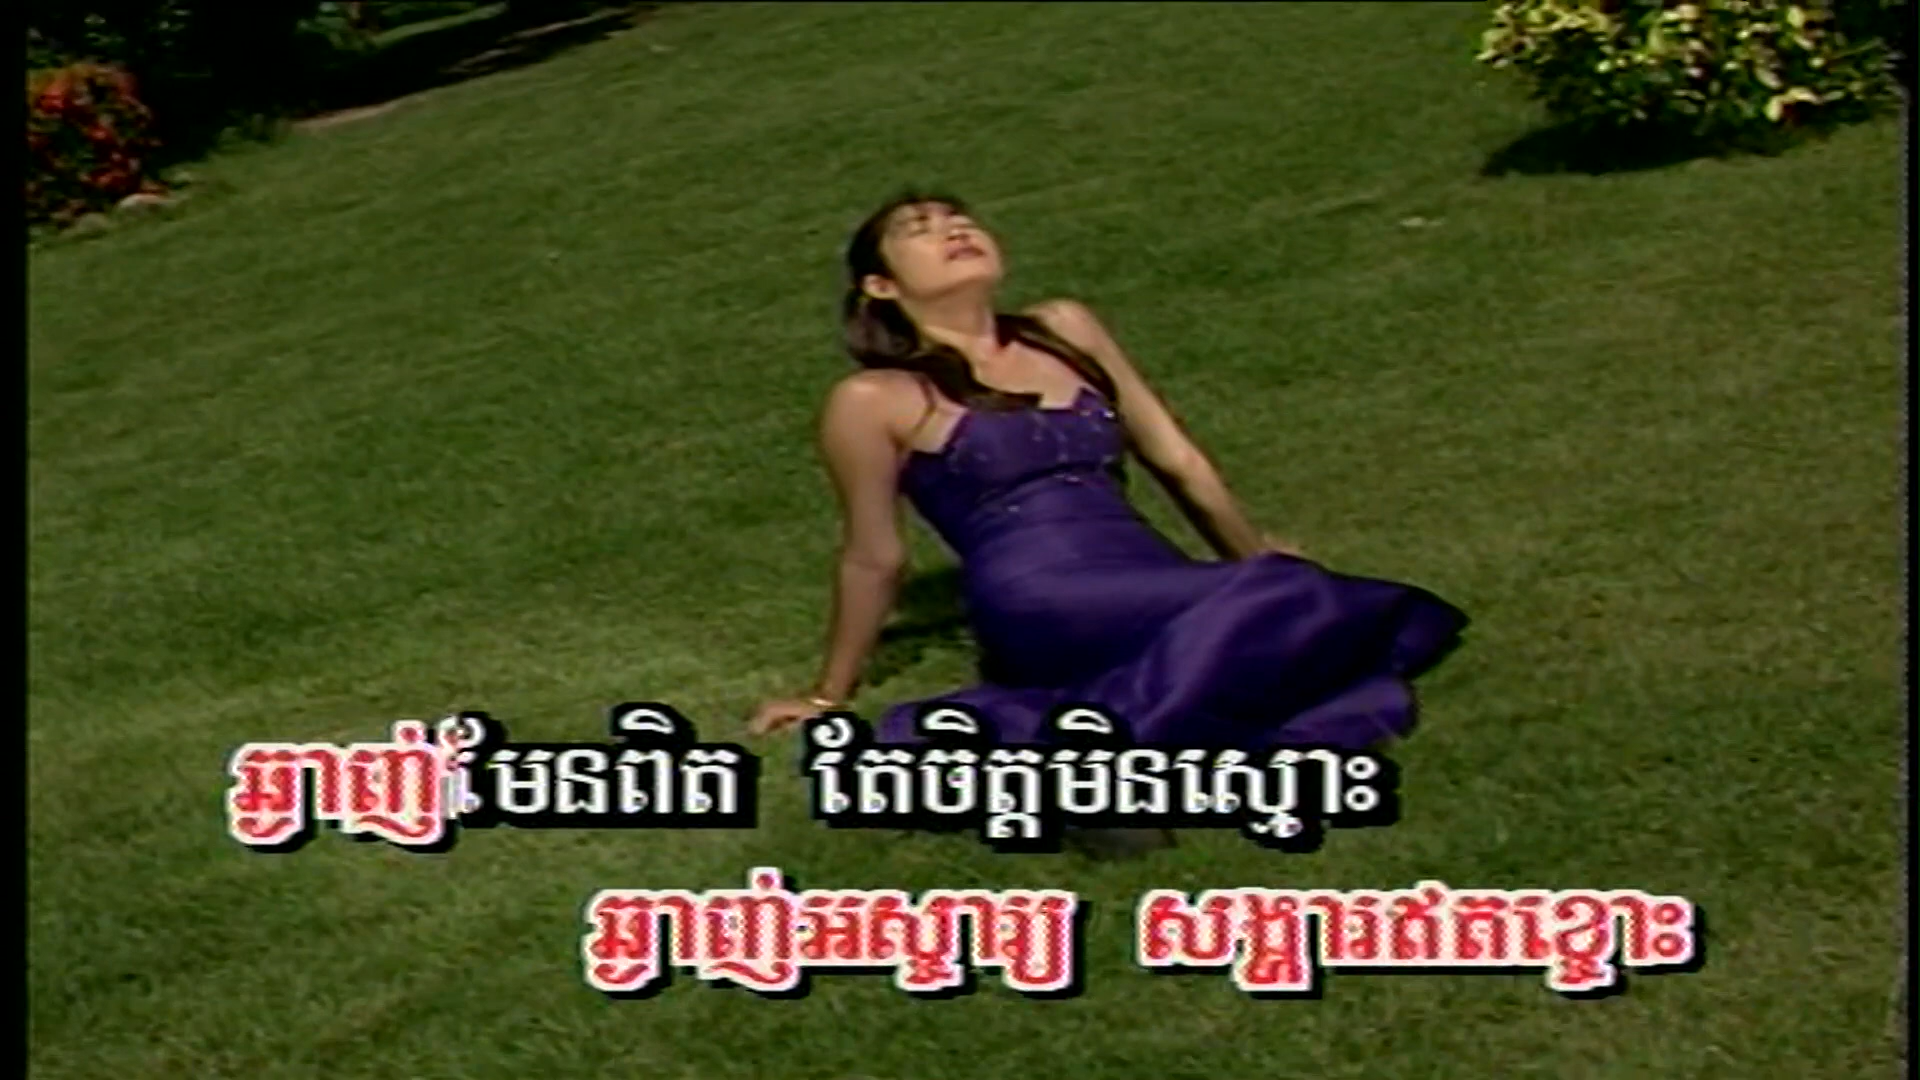 ឆ្ងាញ់មែនពិត តែចិត្តមិនស្មោះ
ឆ្ងាញ់អស្ចារ្យ សង្ហារឥតខ្ចោះ